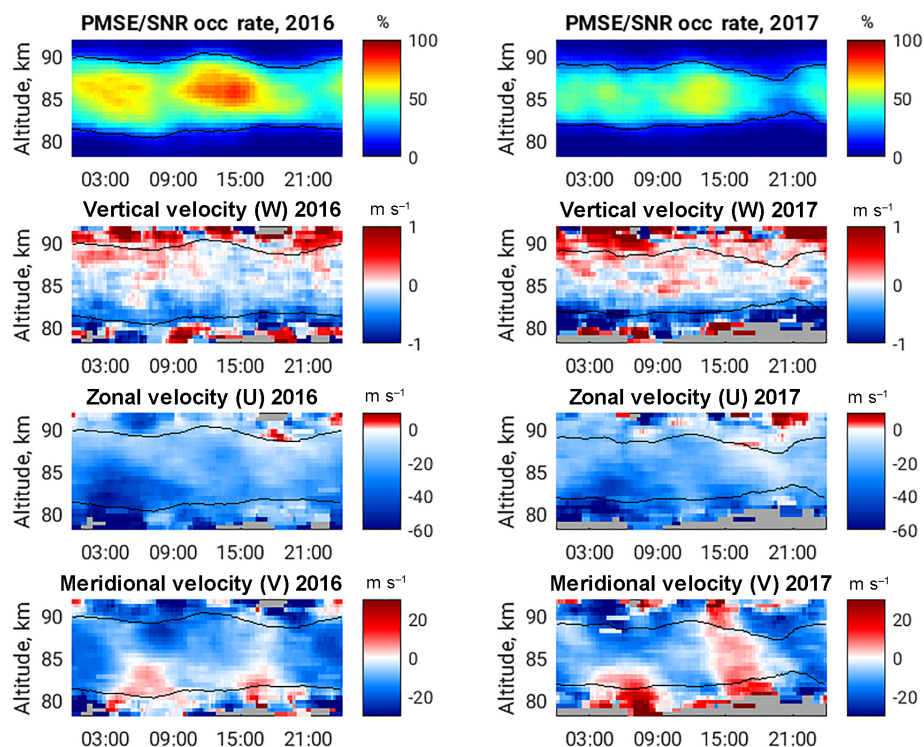 PMSE/SNR occ rate, 2016
%
PMSE/SNR occ rate, 2017
%
Altitude, km
90
85
80
100
50
0
Altitude, km
90
85
80
100
50
0
03:00 09:00 15:00 21:00
03:00 09:00 15:00 21:00
Vertical velocity (W) 2016
m s⁻¹
Vertical velocity (W) 2017
m s⁻¹
Altitude, km
90
85
80
1
0
-1
Altitude, km
90
85
80
1
0
-1
03:00 09:00 15:00 21:00
03:00 09:00 15:00 21:00
Zonal velocity (U) 2016
m s⁻¹
Zonal velocity (U) 2017
m s⁻¹
Altitude, km
90
85
80
0
-20
-40
-60
Altitude, km
90
85
80
0
-20
-40
-60
03:00 09:00 15:00 21:00
03:00 09:00 15:00 21:00
Meridional velocity (V) 2016
m s⁻¹
Meridional velocity (V) 2017
m s⁻¹
Altitude, km
90
85
80
20
0
-20
Altitude, km
90
85
80
20
0
-20
03:00 09:00 15:00 21:00
03:00 09:00 15:00 21:00